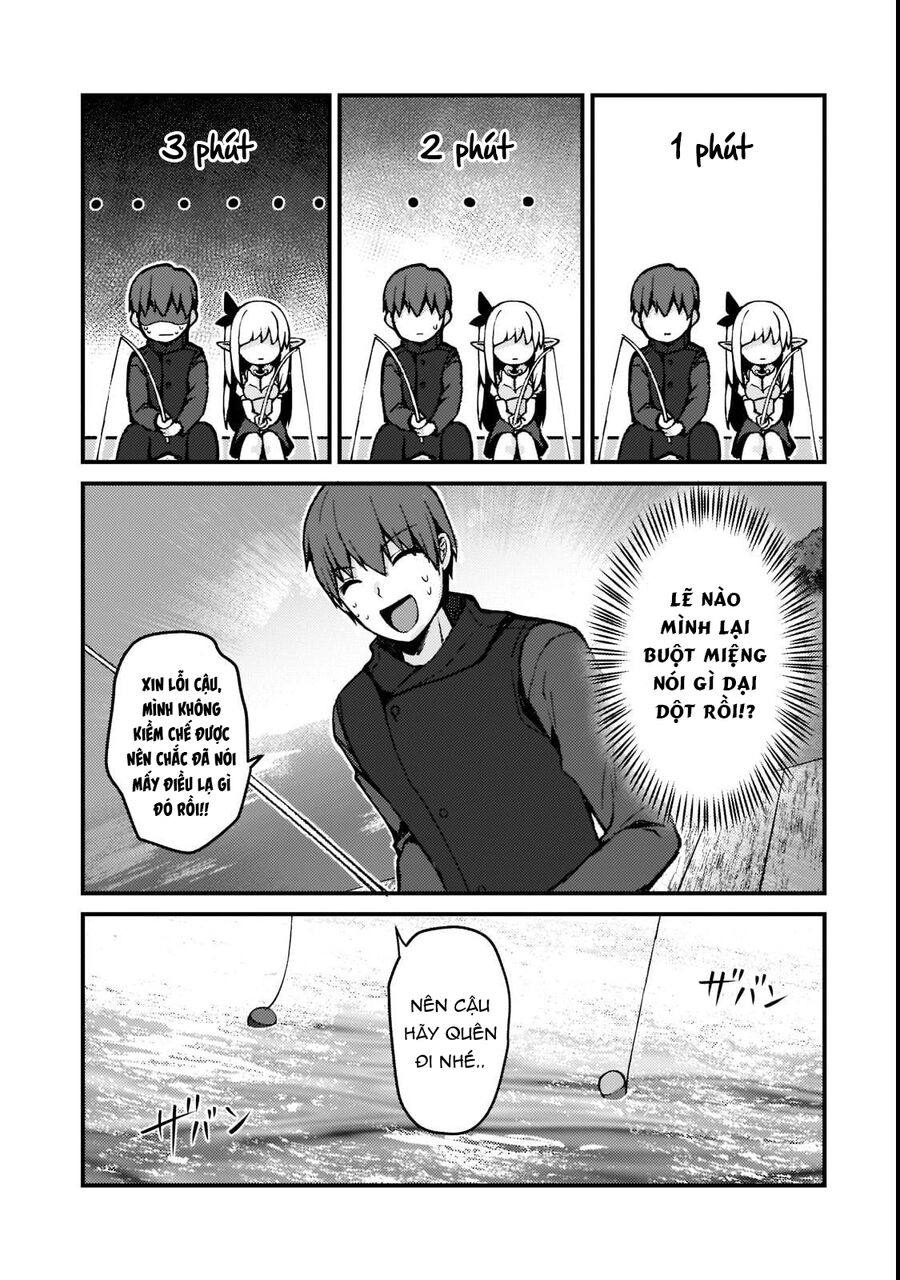 1 phút
2 phút
. . .
3 phút
. . . . . .
LẼ NÀO
MÌNH LẠI
BUỘT MIỆNG
NÓI GÌ DẠI
DỘT RỒI!?
XIN LỖI CẬU,
MÌNH KHÔNG
KIỀM CHẾ ĐƯỢC
NÊN CHẮC ĐÃ NÓI
MẤY ĐIỀU LẠ GÌ
ĐÓ RỒI!!
ザバン
NÊN CẬU
HÃY QUÊN
ĐI NHÉ..
ザバン